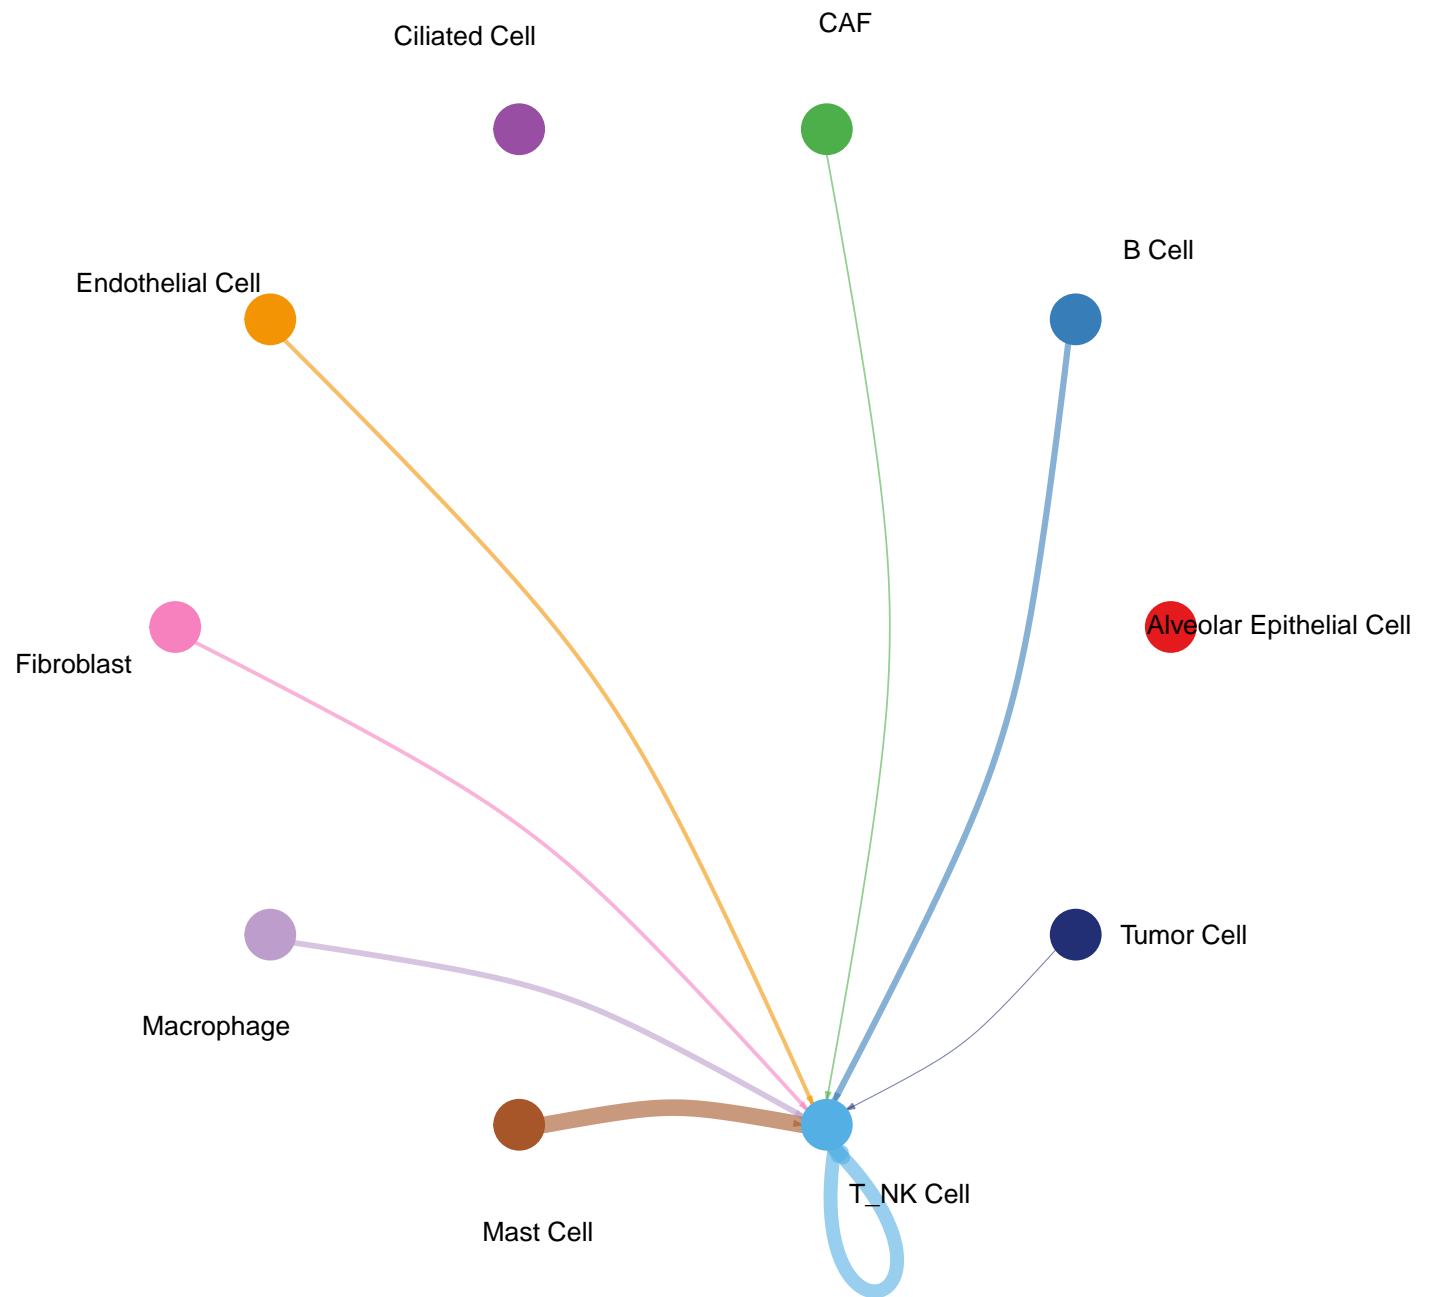 CAF
Ciliated Cell
B Cell
Endothelial Cell
Alveolar Epithelial Cell
Fibroblast
Tumor Cell
Macrophage
T_NK Cell
Mast Cell